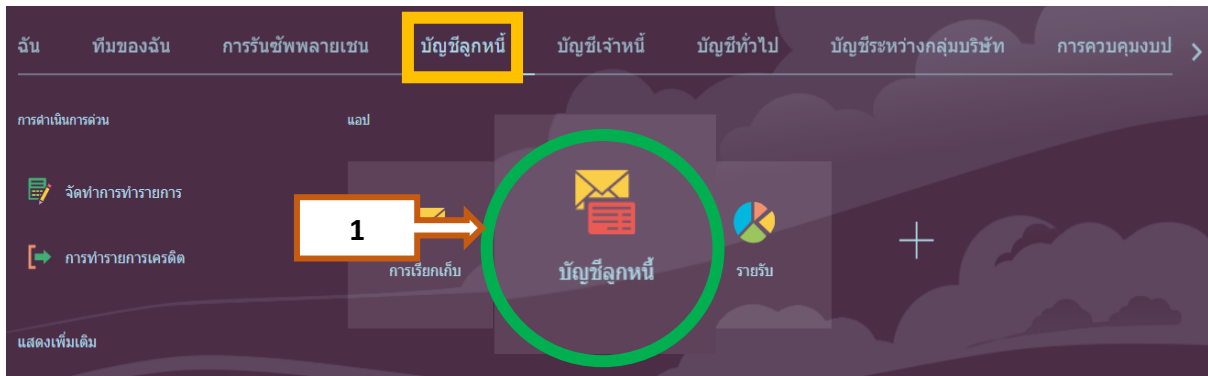 ฉัน ทีมของฉัน การรันซัพพลายเชน บัญชีลูกหนี้ บัญชีเจ้าหนี้ บัญชีทั่วไป บัญชีระหว่างกลุ่มบริษัท การควบคุมงบป
การดำเนินการด่วน แอป
จัดทำการทำรายการ
1
การทำรายการเครดิต
การเรียกเก็บ บัญชีลูกหนี้ รายรับ
แสดงเพิ่มเติม